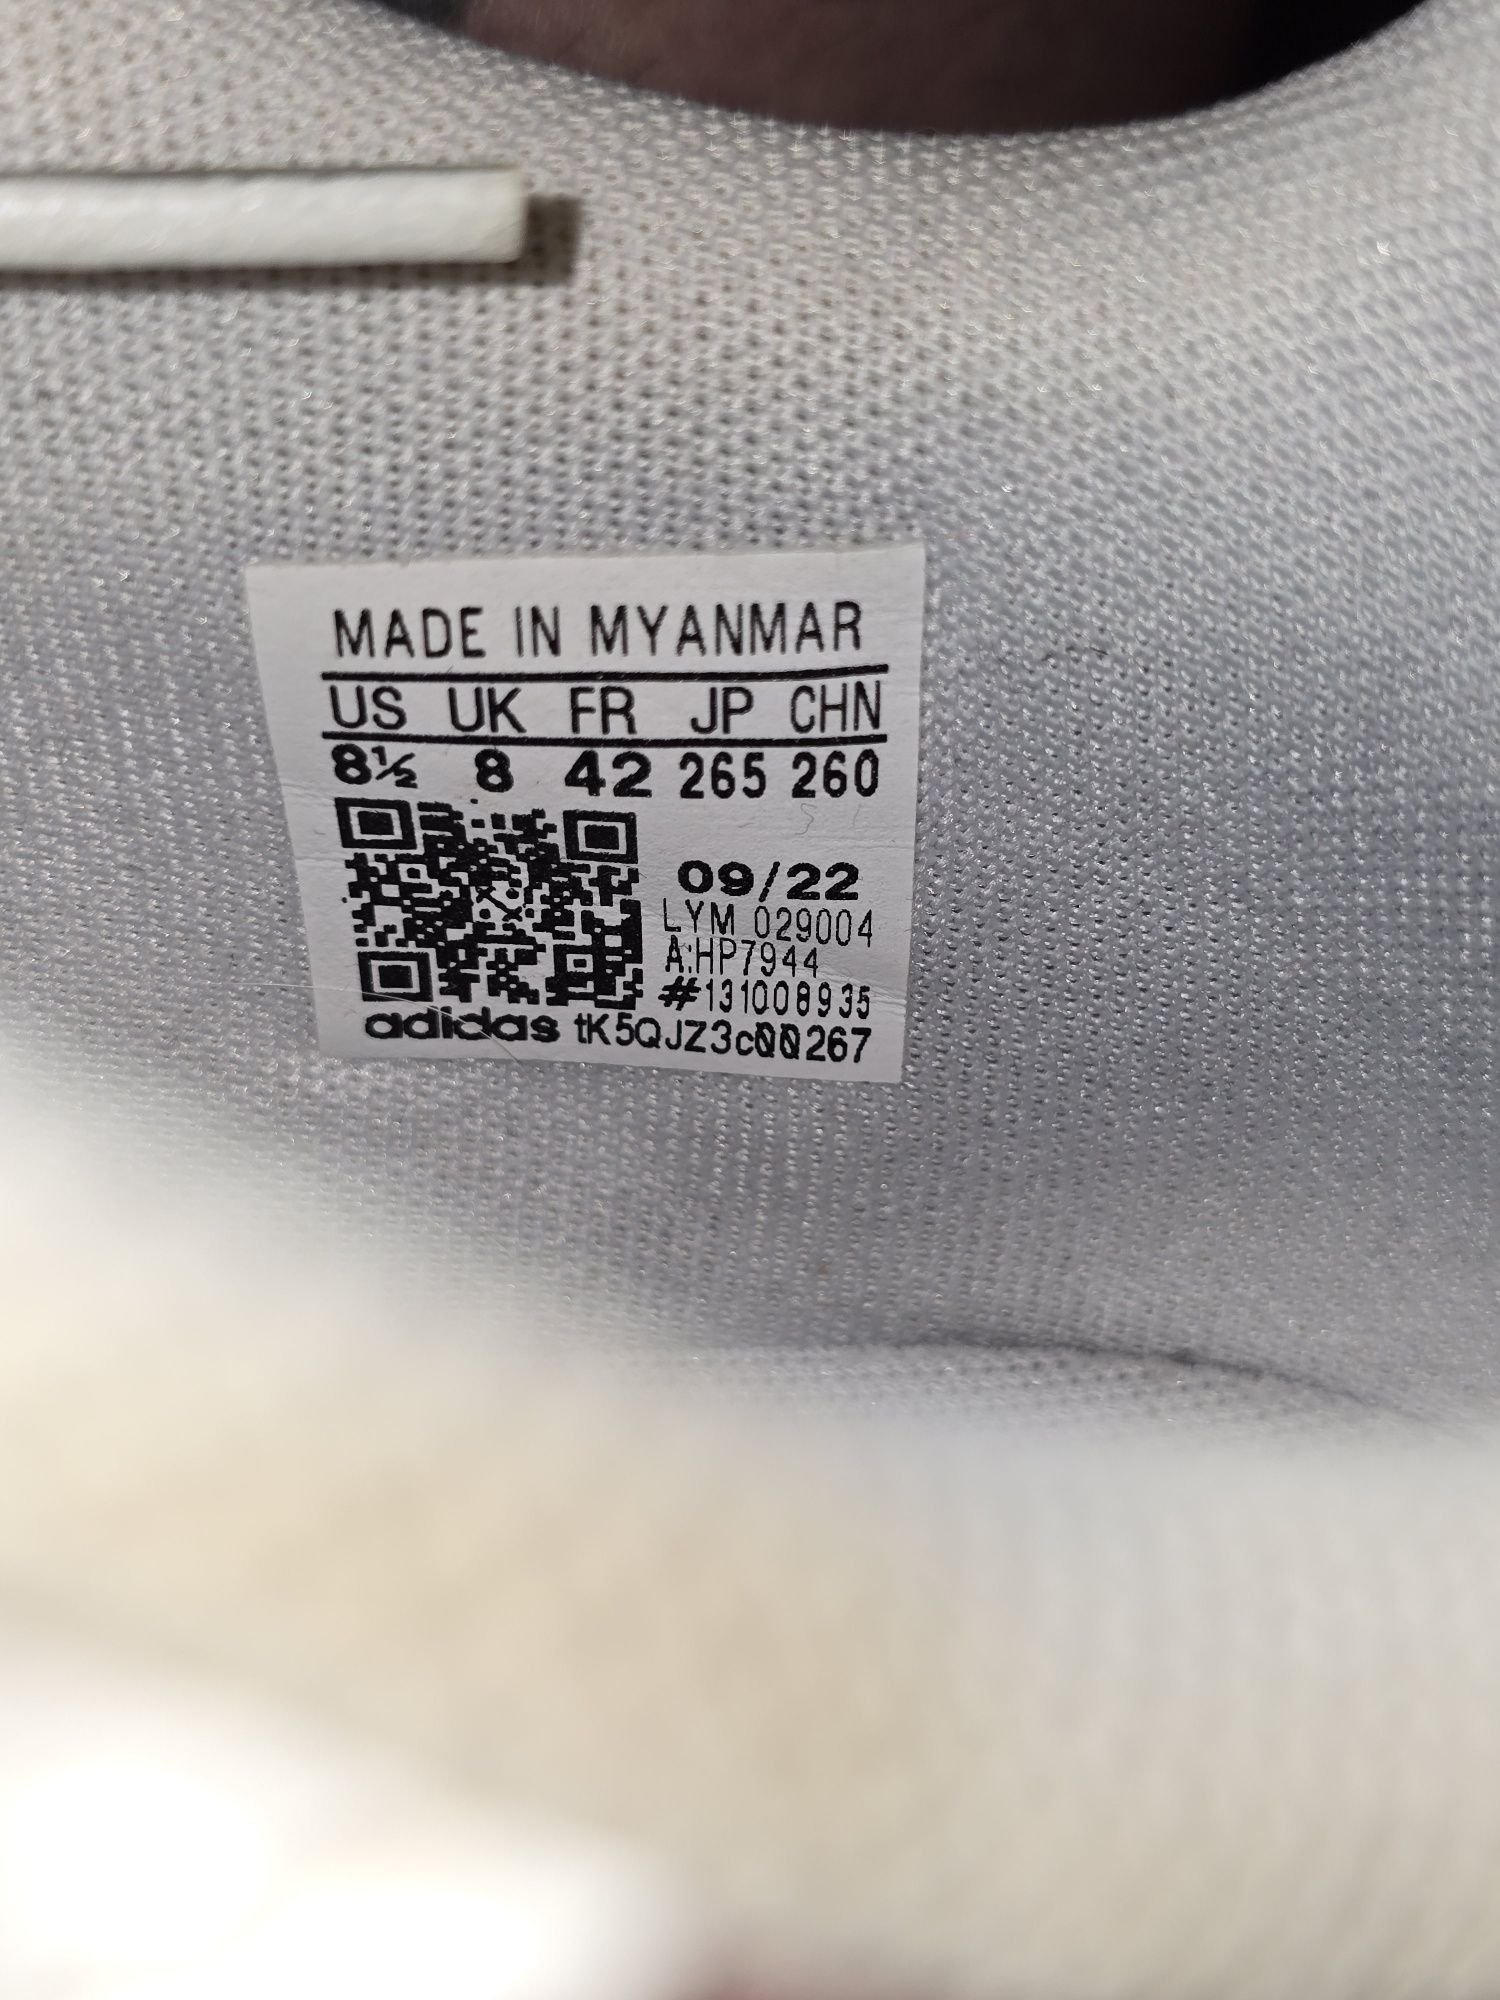 MADE IN MYANMAR
US UK FR JP CHN
8½ 8 42 265 260
09/22
LYM 029004
A:HP7944
#131008935
adidas tK5QJZ3c00267